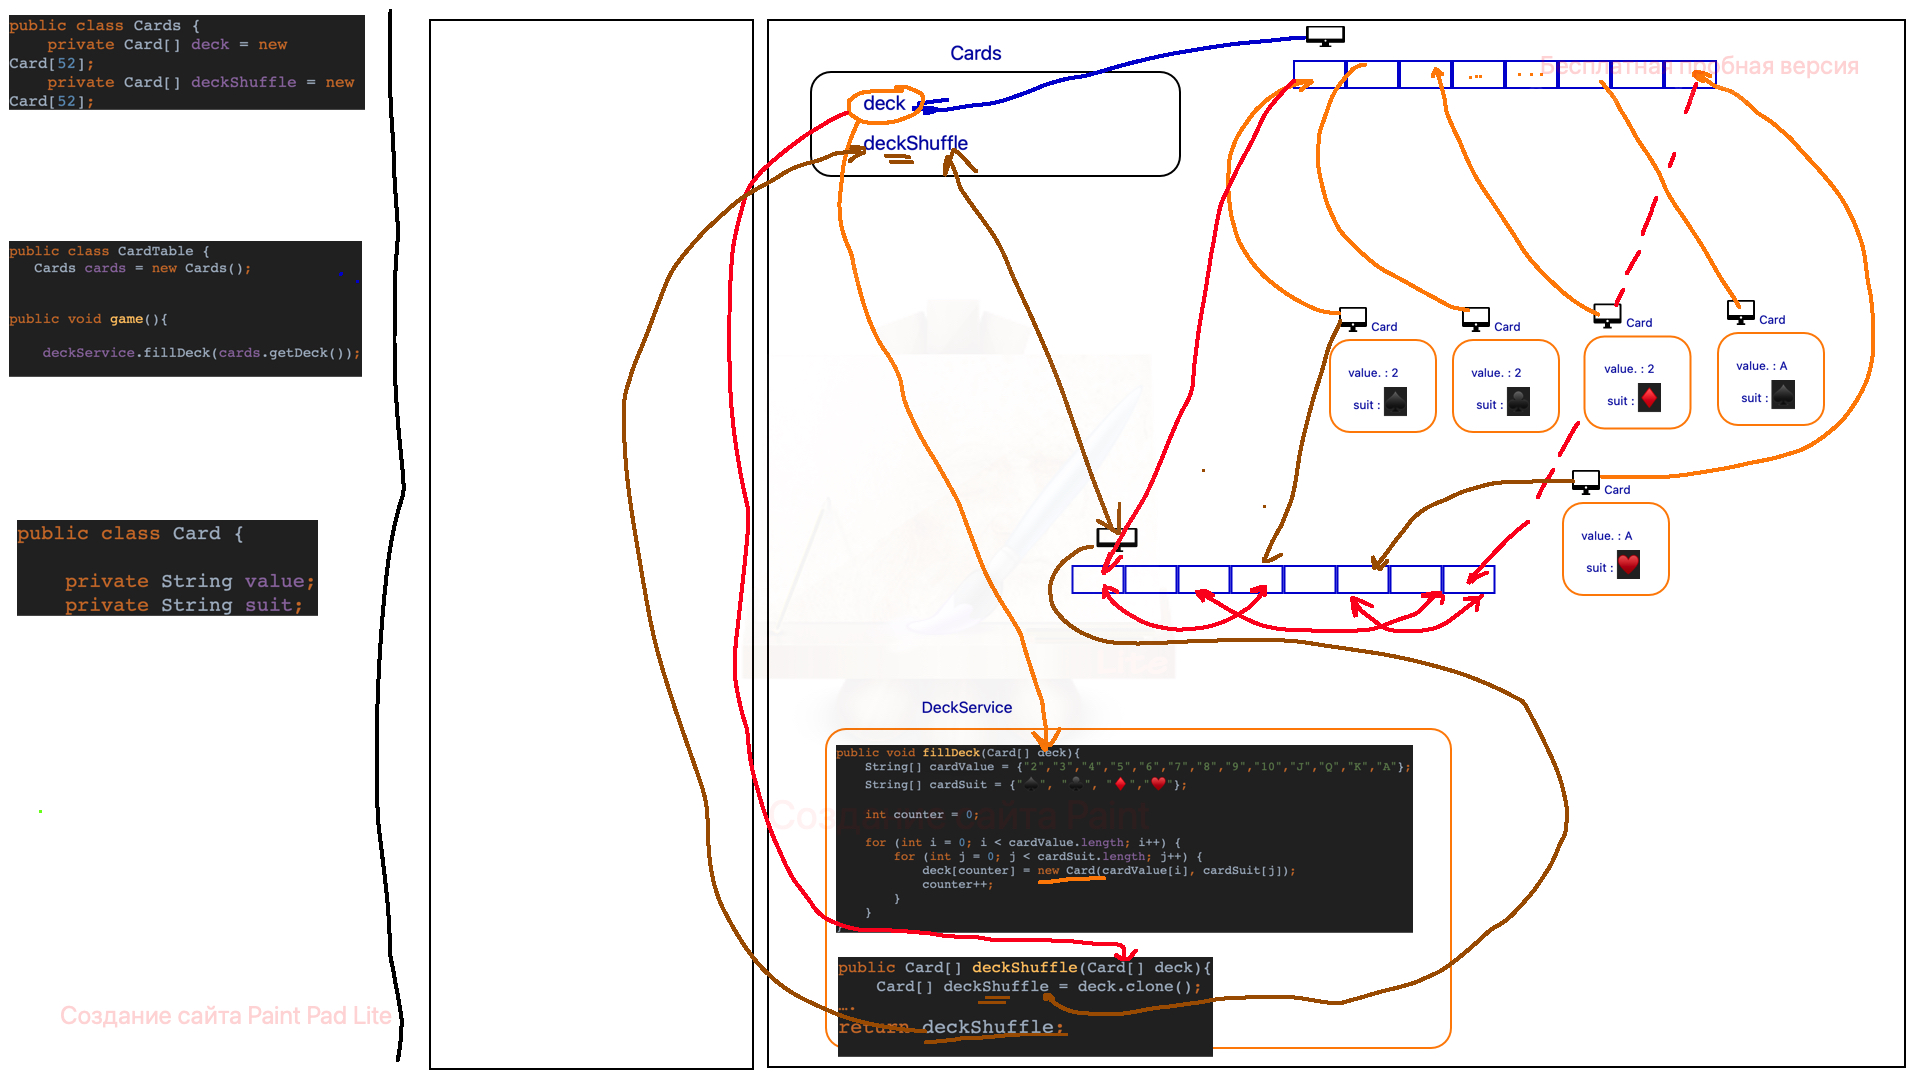 public class Cards {
private Card[] deck = new
Card[52];
private Card[] deckShuffle = new
Card[52];
public class CardTable {
Cards cards = new Cards();
public void game(){
deckService.fillDeck(cards.getDeck());
public class Card {
private String value;
private String suit;
Создание сайта Paint Pad Lite
Cards
deck
deckShuffle
... ...
Бесплатная пробная версия
Card
value. : 2
suit : ♠
Card
value. : 2
suit : ♣
Card
value. : 2
suit : ♦
Card
value. : A
suit : ♠
Card
value. : A
suit : ♥
DeckService
public void fillDeck(Card[] deck){
String[] cardValue = {"2","3","4","5","6","7","8","9","10","J","Q","K","A"};
String[] cardSuit = {"♠", "♣", "♦","♥"};
int counter = 0;
for (int i = 0; i < cardValue.length; i++) {
for (int j = 0; j < cardSuit.length; j++) {
deck[counter] = new Card(cardValue[i], cardSuit[j]);
counter++;
}
}
Создание сайта Paint
public Card[] deckShuffle(Card[] deck){
Card[] deckShuffle = deck.clone();
….
return deckShuffle;